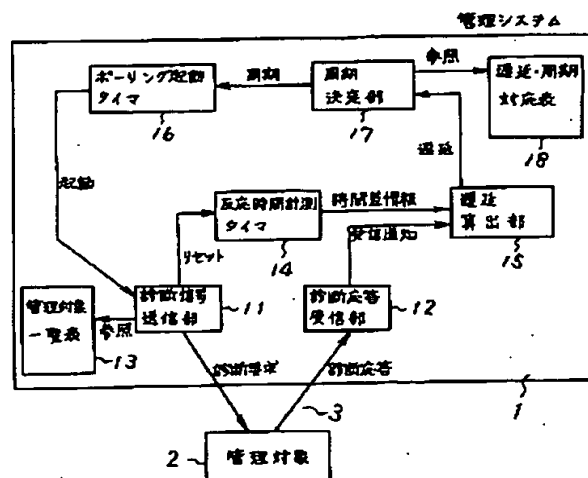 管理システム
参照
ポーリング起動
タイマ
周期
周期
決定部
遅延・周期
対応表
16
17
18
起動
遅延
反応時間計測
タイマ
時間差情報
遅延
算出部
受信通知
リセット
14
15
管理対象
一覧表
参照
診断信号
送信部
11
診断応答
受信部
12
13
診断要求
診断応答
3
1
2
管理対象